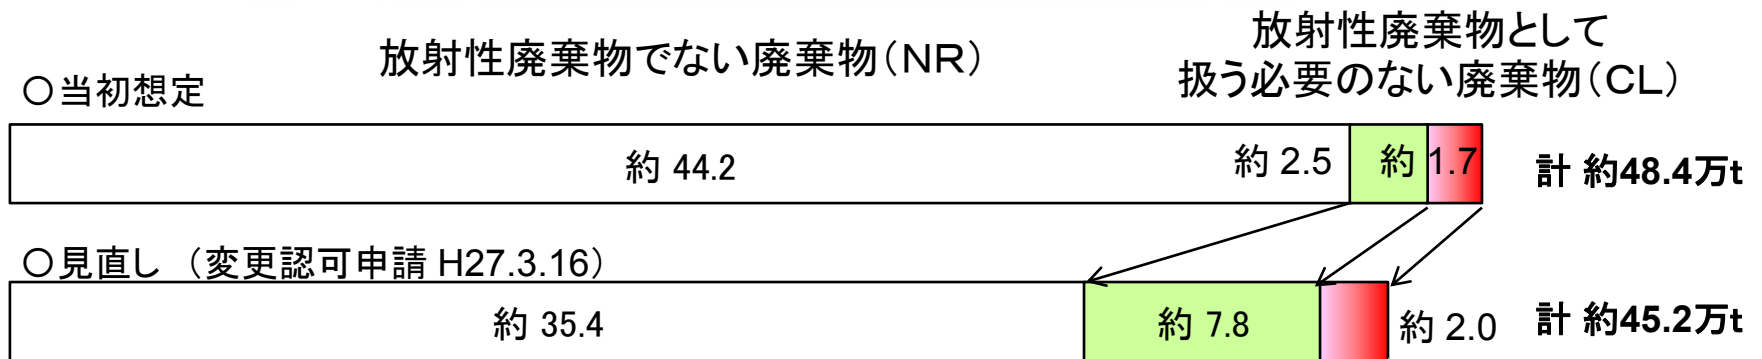 放射性廃棄物でない廃棄物（NR）
放射性廃棄物として
扱う必要のない廃棄物（CL）
○当初想定
約 44.2
約 2.5
約 1.7
計 約48.4万t
○見直し （変更認可申請 H27.3.16）
約 35.4
約 7.8
約 2.0
計 約45.2万t